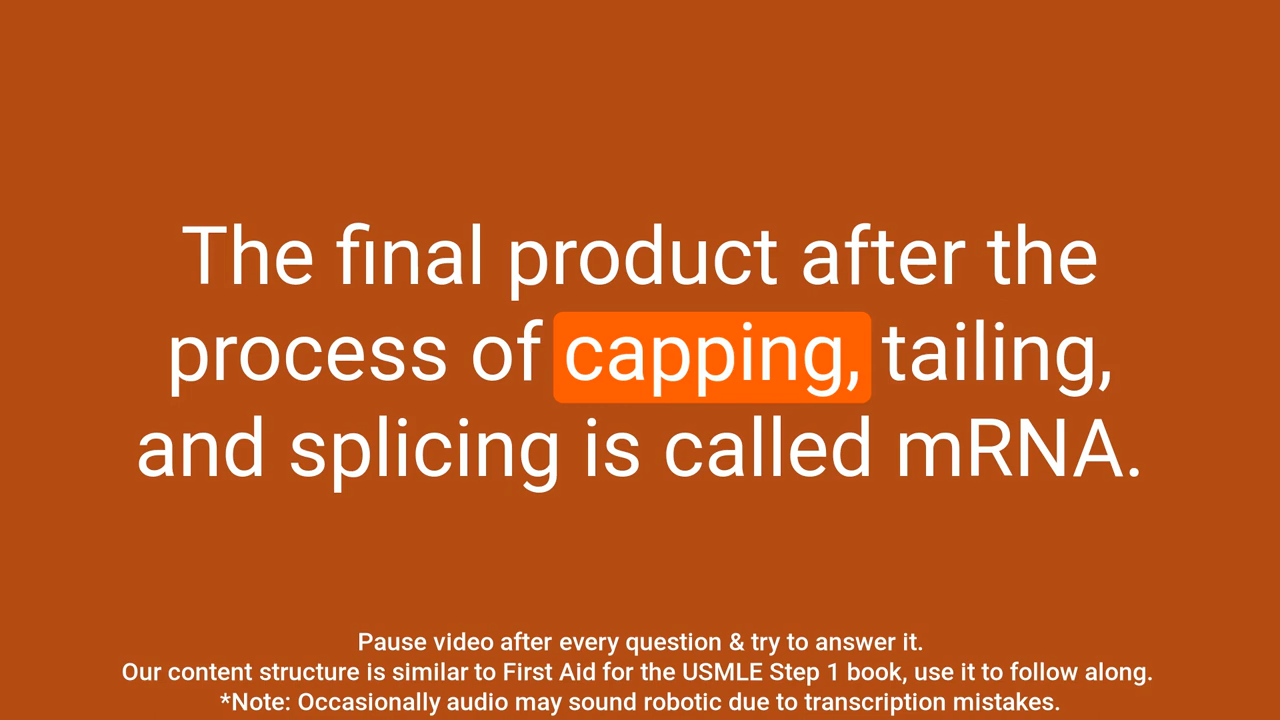 The final product after the
process of capping, tailing,
and splicing is called mRNA.
Pause video after every question & try to answer it.
Our content structure is similar to First Aid for the USMLE Step 1 book, use it to follow along.
*Note: Occasionally audio may sound robotic due to transcription mistakes.